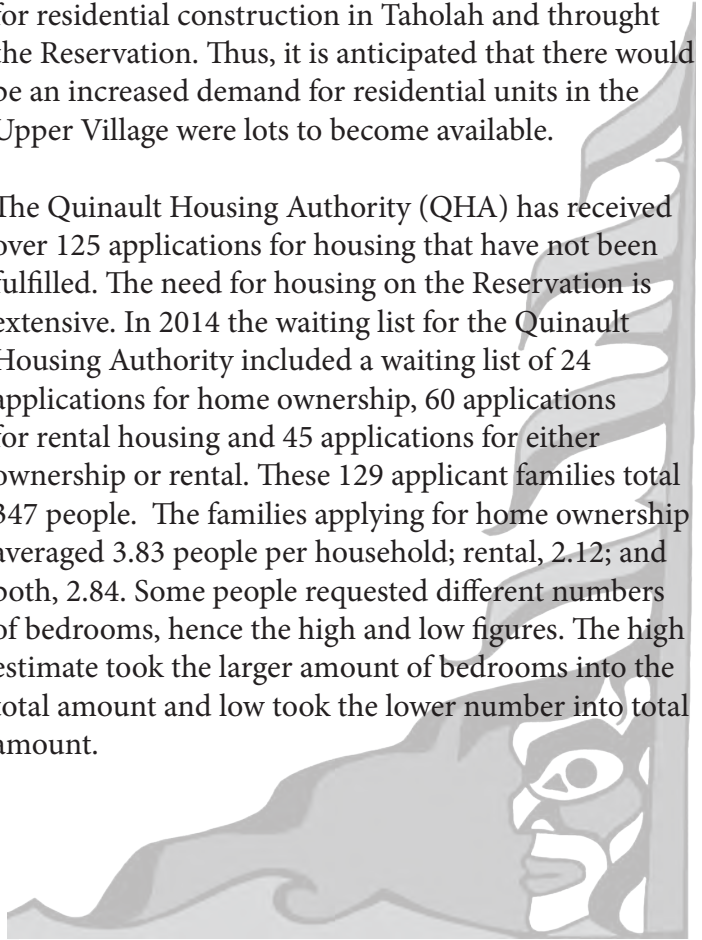 for residential construction in Taholah and throught
the Reservation. Thus, it is anticipated that there would
be an increased demand for residential units in the
Upper Village were lots to become available.
The Quinault Housing Authority (QHA) has received
over 125 applications for housing that have not been
fulfilled. The need for housing on the Reservation is
extensive. In 2014 the waiting list for the Quinault
Housing Authority included a waiting list of 24
applications for home ownership, 60 applications
for rental housing and 45 applications for either
ownership or rental. These 129 applicant families total
347 people. The families applying for home ownership
averaged 3.83 people per household; rental, 2.12; and
both, 2.84. Some people requested different numbers
of bedrooms, hence the high and low figures. The high
estimate took the larger amount of bedrooms into the
total amount and low took the lower number into total
amount.